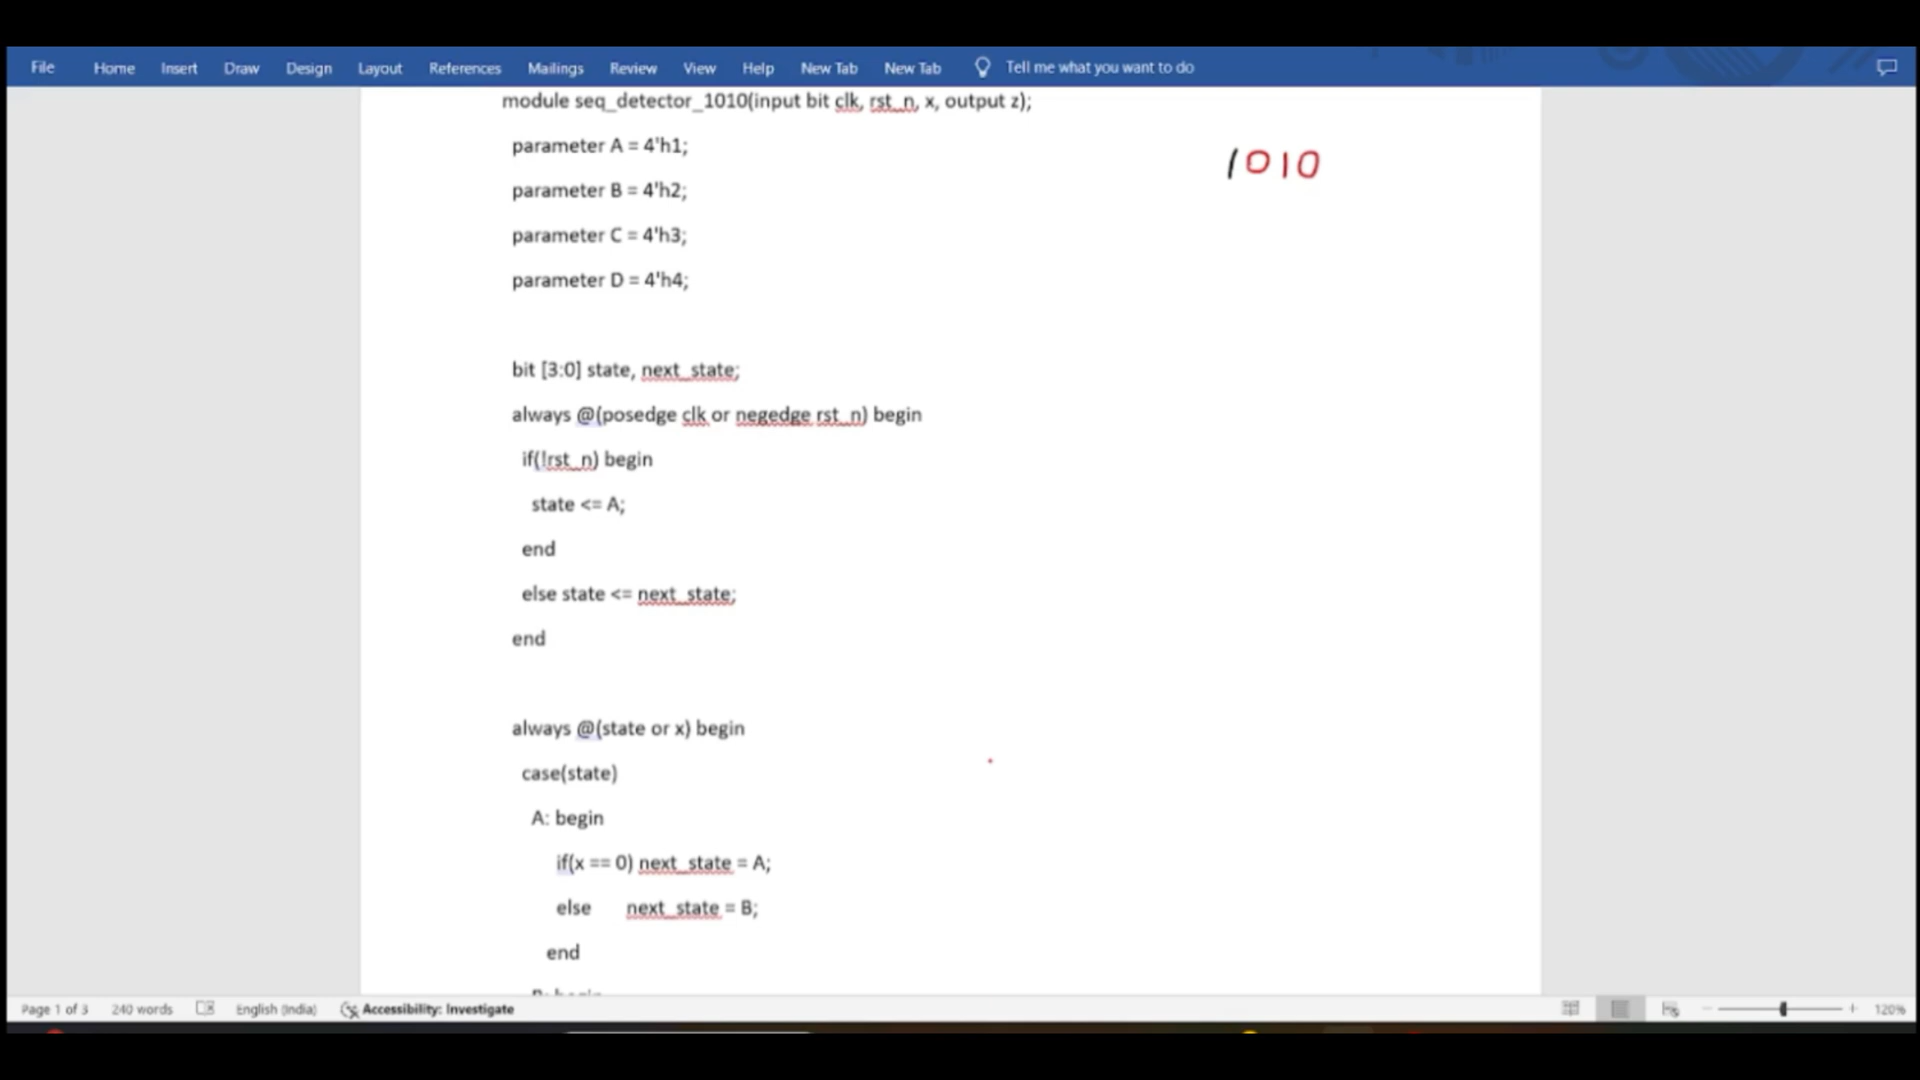 File Home Insert Draw Design Layout References Mailings Review View Help New Tab New Tab Tell me what you want to do
module seq_detector_1010(input bit clk, rst_n, x, output z);
parameter A = 4'h1;
1010
parameter B = 4'h2;
parameter C = 4'h3;
parameter D = 4'h4;
bit [3:0] state, next_state;
always @(posedge clk or negedge rst_n) begin
if(!rst_n) begin
state <= A;
end
else state <= next_state;
end
always @(state or x) begin
case(state)
A: begin
if(x == 0) next_state = A;
else next_state = B;
end
Page 1 of 3 240 words English (India) Accessibility: Investigate 120%